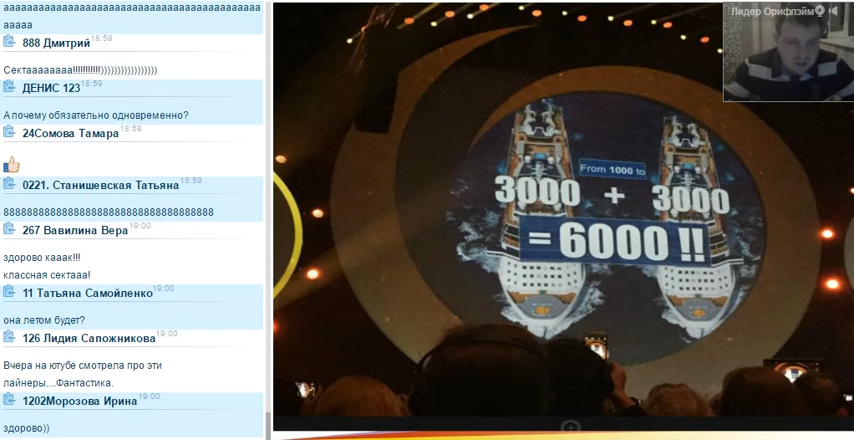 ааааааааааааааааааааааааааааааааааааааааааа
ааааа
888 Дмитрий 18:59
Сектаааааааа!!!!!!!!!!!))))))))))))))))))
ДЕНИС 123 18:59
А почему обязательно одновременно?
24Сомова Тамара 18:59
0221. Станишевская Татьяна 18:59
888888888888888888888888888888888888
267 Вавилина Вера 19:00
здорово кааак!!!
классная сектааа!
11 Татьяна Самойленко 19:00
она летом будет?
126 Лидия Сапожникова 19:00
Вчера на ютубе смотрела про эти
лайнеры....Фантастика.
1202Морозова Ирина 19:00
здорово))
Лидер Орифлэйм
From 1000 to
3000 + 3000
= 6000 !!